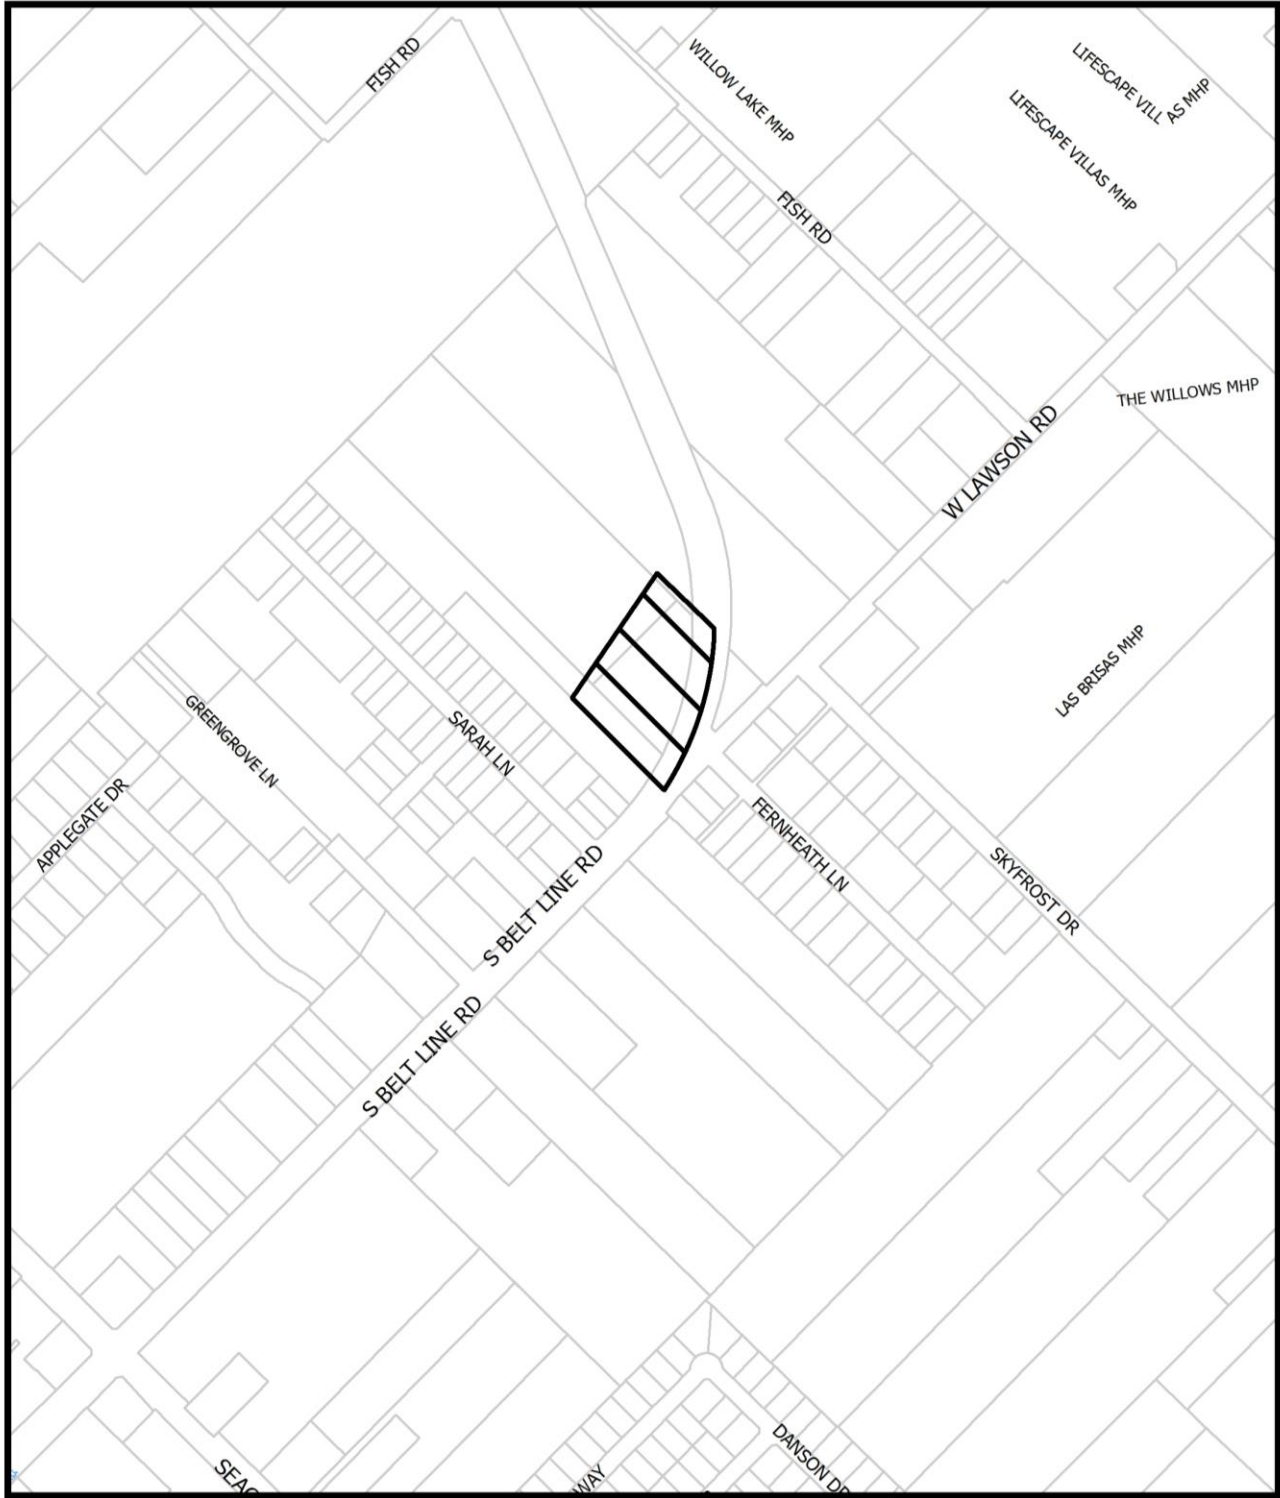 FISH RD
WILLOW LAKE MHP
LIFESCAPE VILL AS MHP
LIFESCAPE VILLAS MHP
FISH RD
THE WILLOWS MHP
W LAWSON RD
LAS BRISAS MHP
GREENGROVE LN
SARAH LN
APPLEGATE DR
FERNHEATH LN
SKYFROST DR
S BELT LINE RD
S BELT LINE RD
DANSON DR
SEAG
WAY